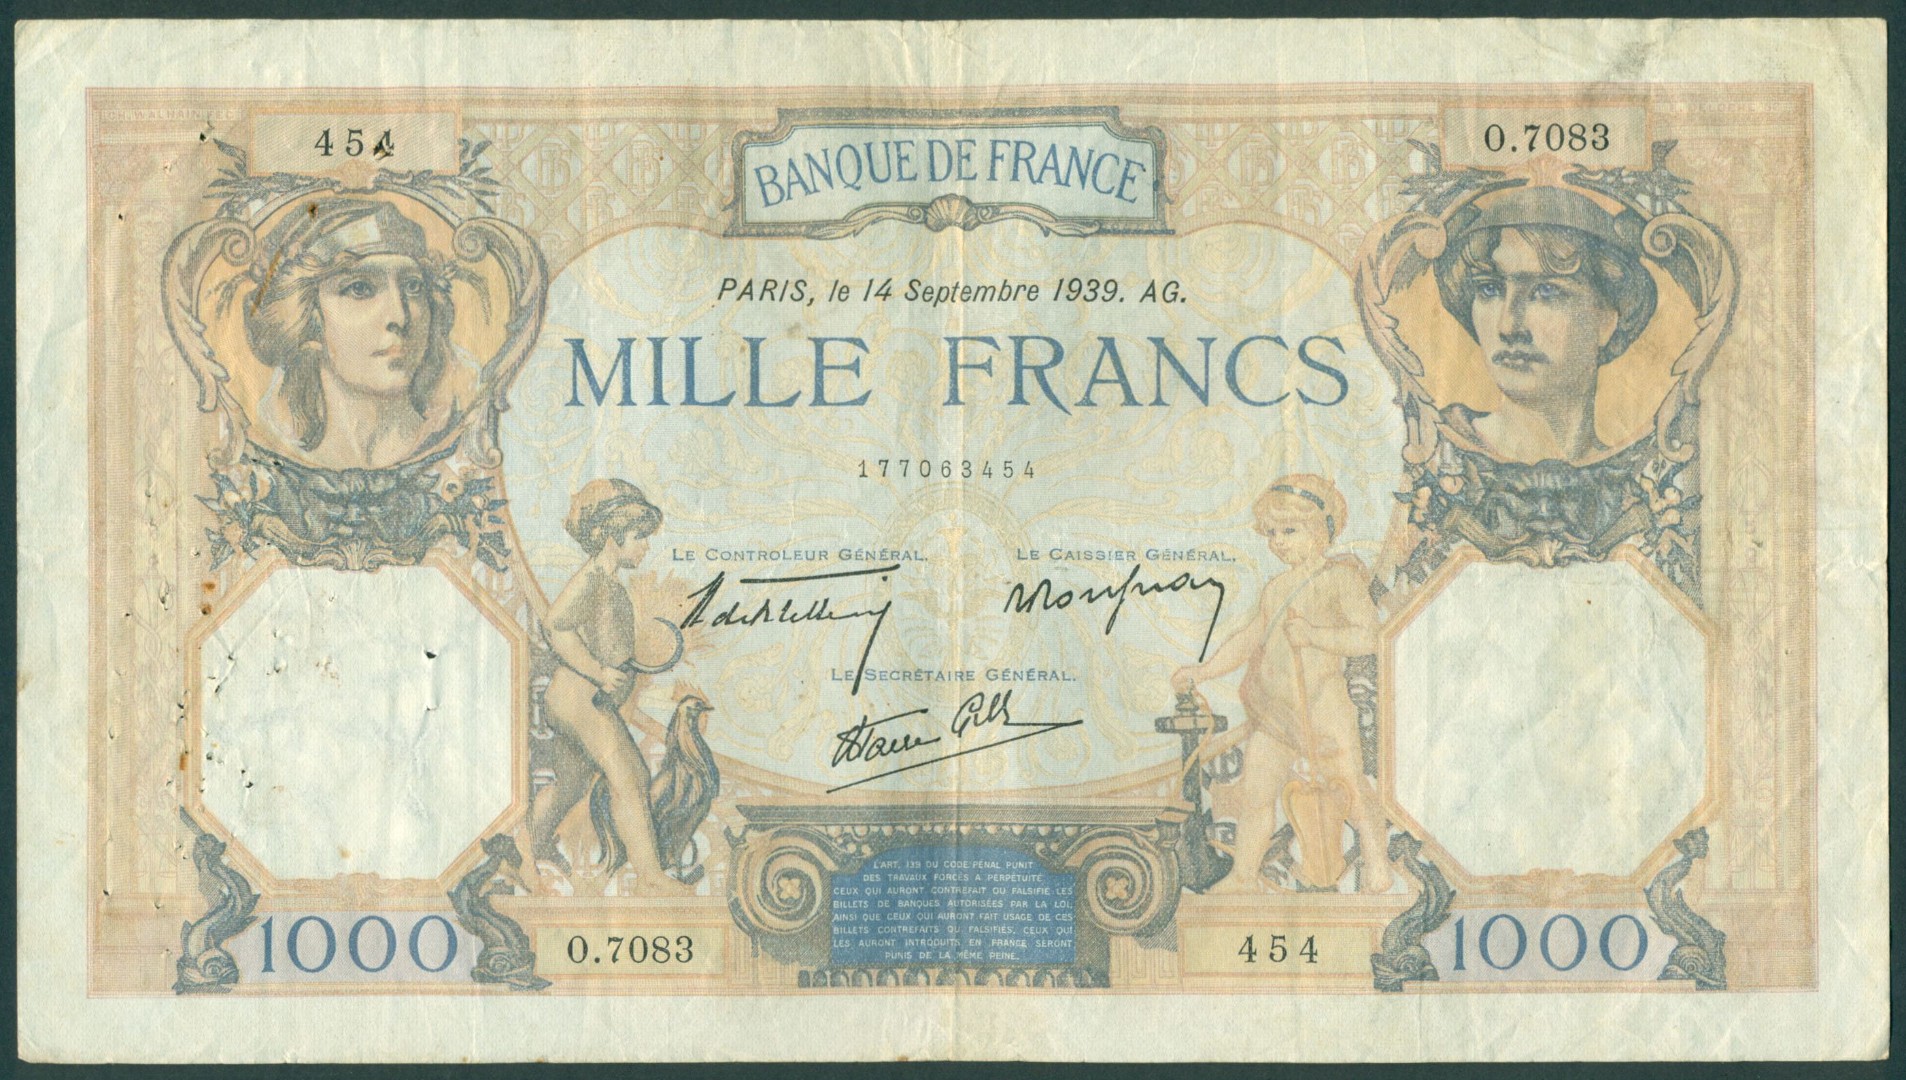 454
O.7083
BANQUE DE FRANCE
PARIS, le 14 Septembre 1939. AG.
MILLE FRANCS
177063454
LE CONTROLEUR GÉNÉRAL.
LE CAISSIER GÉNÉRAL,
LE SECRÉTAIRE GÉNÉRAL.
L'ART. 139 DU CODE PÉNAL PUNIT
DES TRAVAUX FORCÉS A PERPÉTUITÉ
CEUX QUI AURONT CONTREFAIT OU FALSIFIÉ LES
BILLETS DE BANQUES AUTORISÉES PAR LA LOI,
AINSI QUE CEUX QUI AURONT FAIT USAGE DE CES
BILLETS CONTREFAITS OU FALSIFIÉS. CEUX QUI
LES AURONT INTRODUITS EN FRANCE SERONT
PUNIS DE LA MÊME PEINE.
1000
O.7083
454
1000